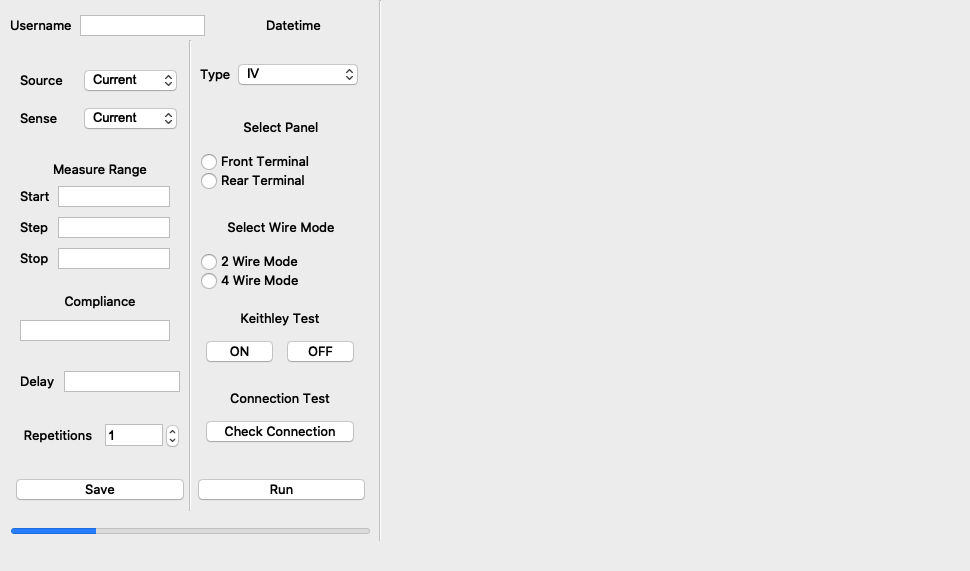 Username
Datetime
Source Current
Sense Current
Measure Range
Start
Step
Stop
Compliance
Delay
Repetitions 1
Save
Type IV
Select Panel
Front Terminal
Rear Terminal
Select Wire Mode
2 Wire Mode
4 Wire Mode
Keithley Test
ON OFF
Connection Test
Check Connection
Run